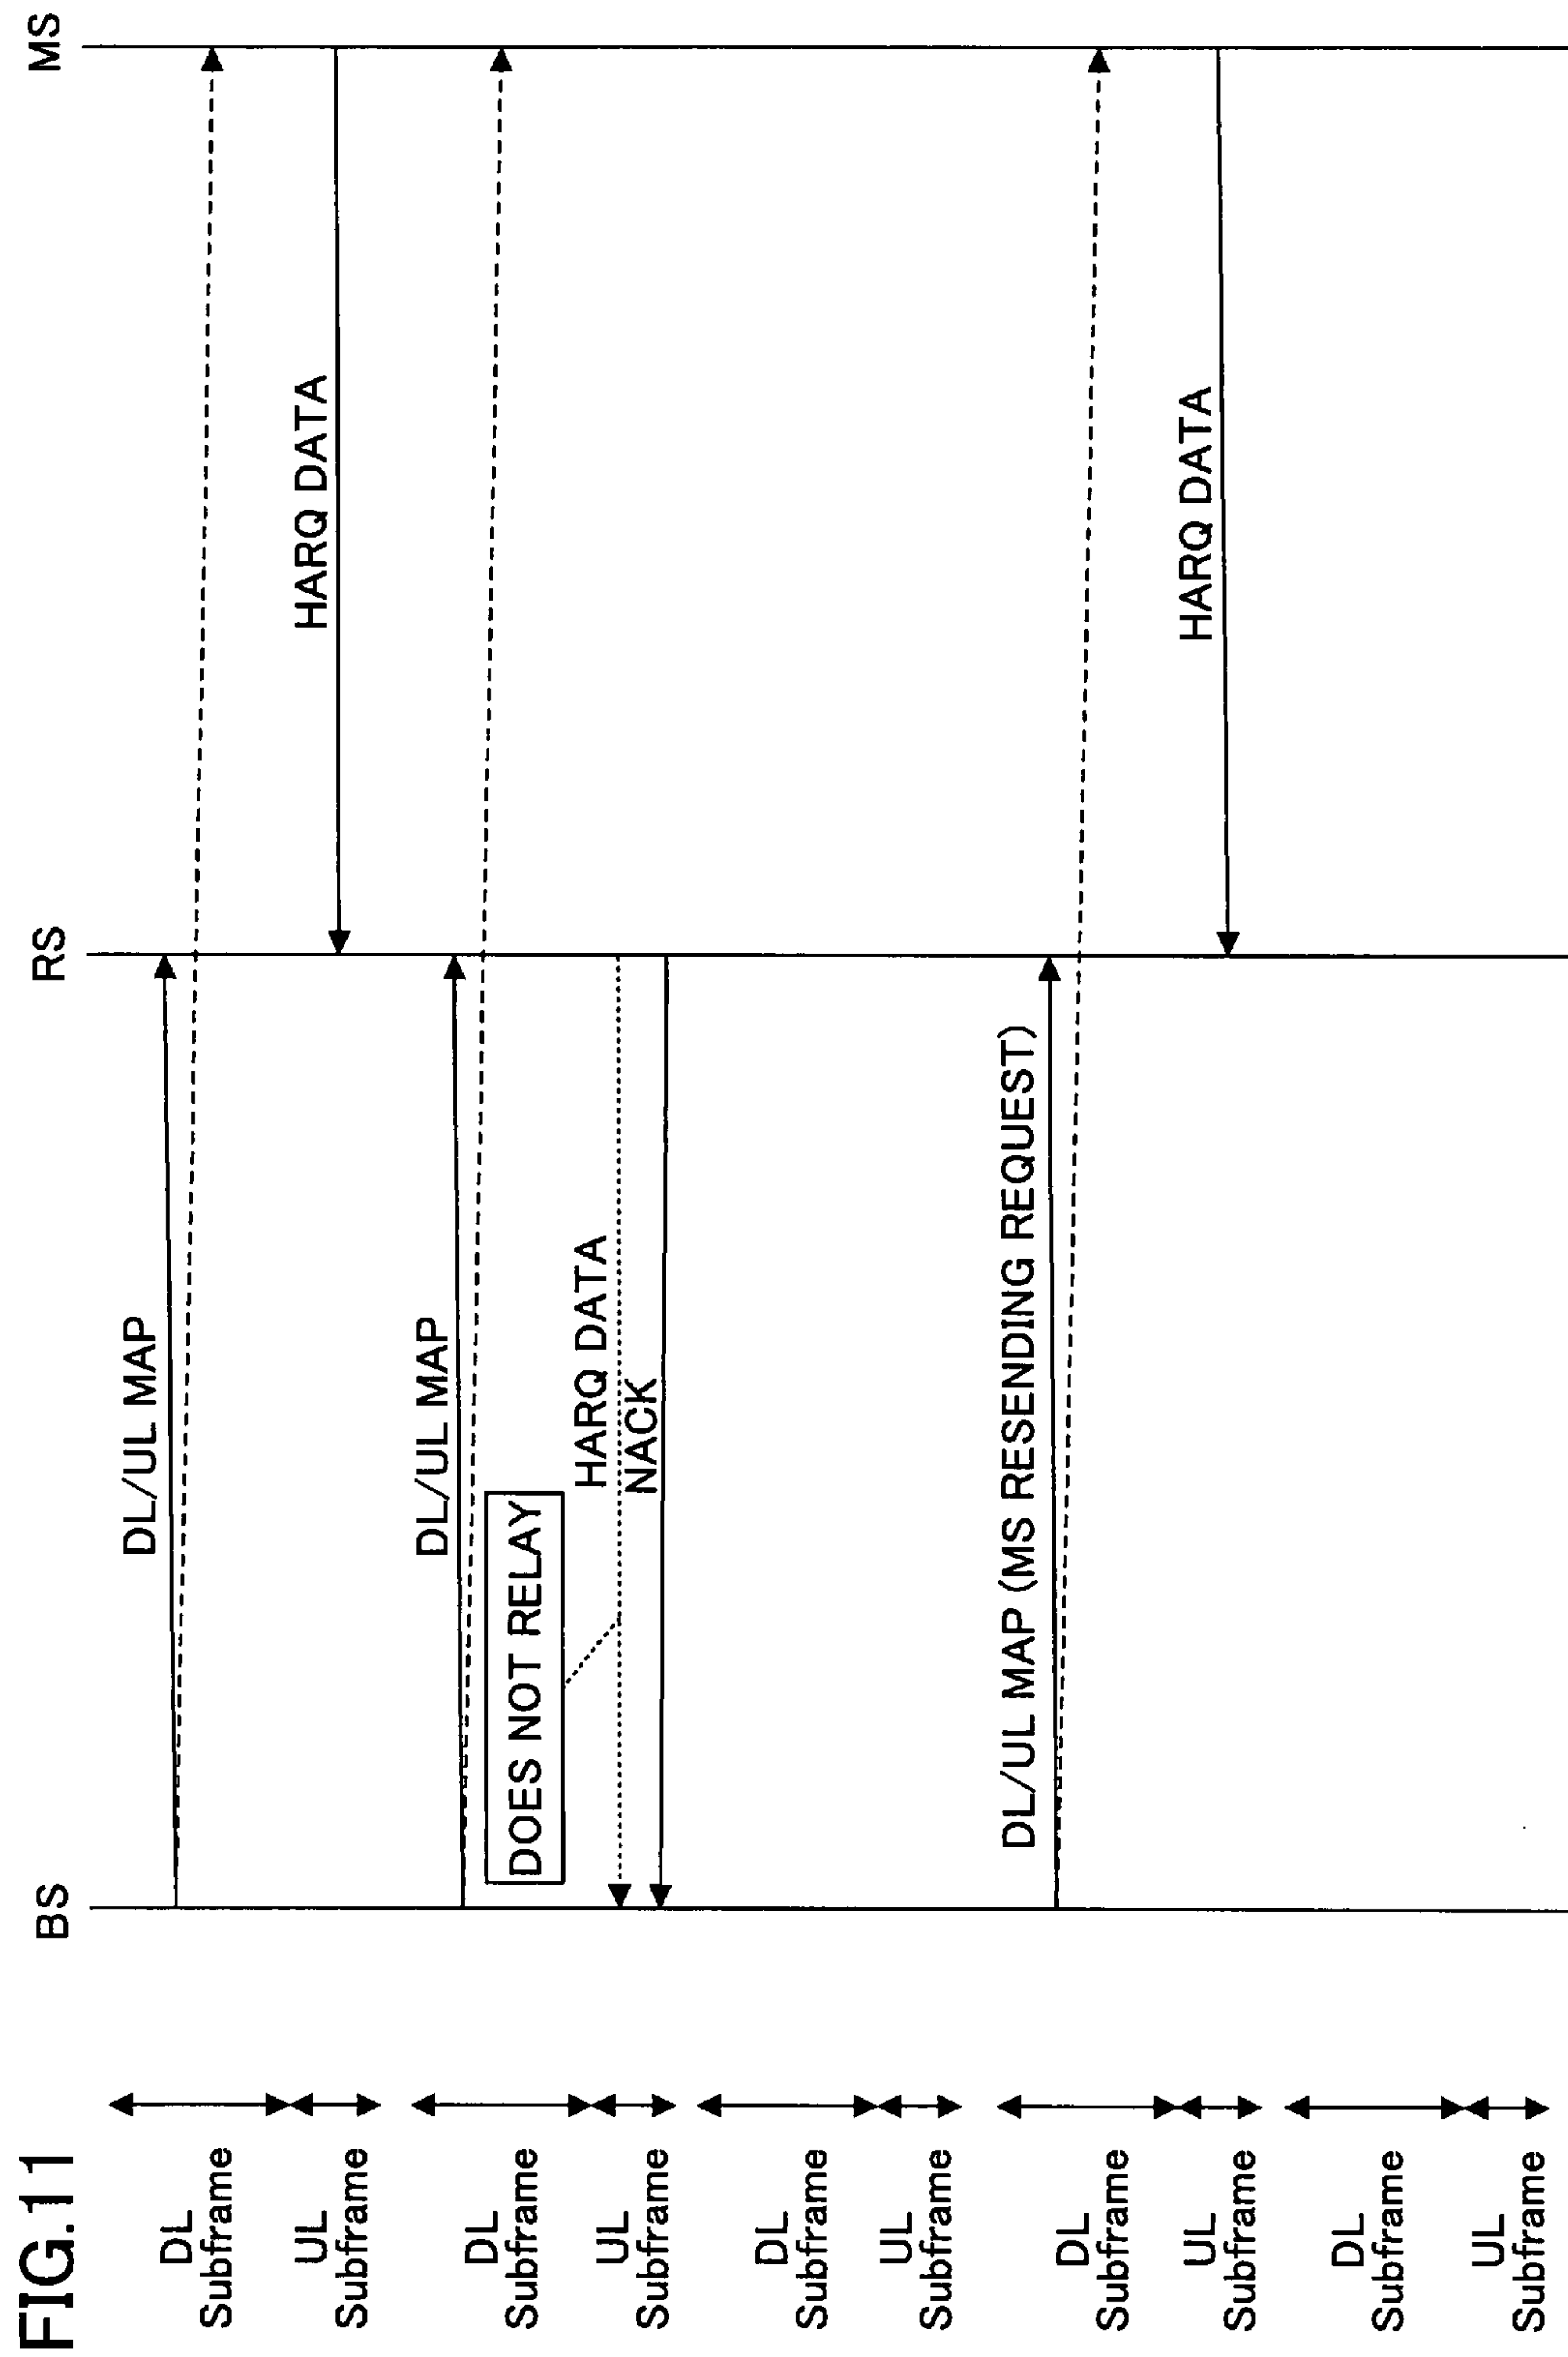 FIG.11
BS
RS
MS
DL
Subframe
DL/UL MAP
UL
Subframe
HARQ DATA
DL
Subframe
DL/UL MAP
DOES NOT RELAY
UL
Subframe
HARQ DATA
NACK
DL
Subframe
UL
Subframe
DL
Subframe
DL/UL MAP (MS RESENDING REQUEST)
UL
Subframe
HARQ DATA
DL
Subframe
UL
Subframe